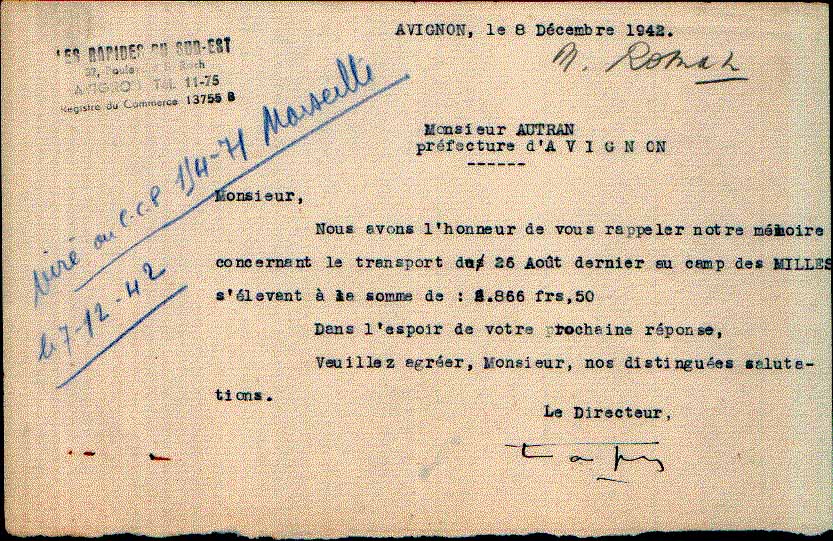 AVIGNON, le 8 Décembre 1942.
LES RAPIDES DU SUD-EST
AVIGNON TEL 11-75
Registre du Commerce 13755 B
M. Roman
Viré au C.C.P 1/4-71 Marseille
le 7-12-42
Monsieur AUTRAN
préfecture d'A V I G N ON
------
Monsieur,
Nous avons l'honneur de vous rappeler notre mémoire
concernant le transport du 26 Août dernier au camp des MILLES
s'élevant à la somme de : 2.866 frs,50
Dans l'espoir de votre prochaine réponse,
Veuillez agréer, Monsieur, nos distinguées saluta-
tions.
Le Directeur,